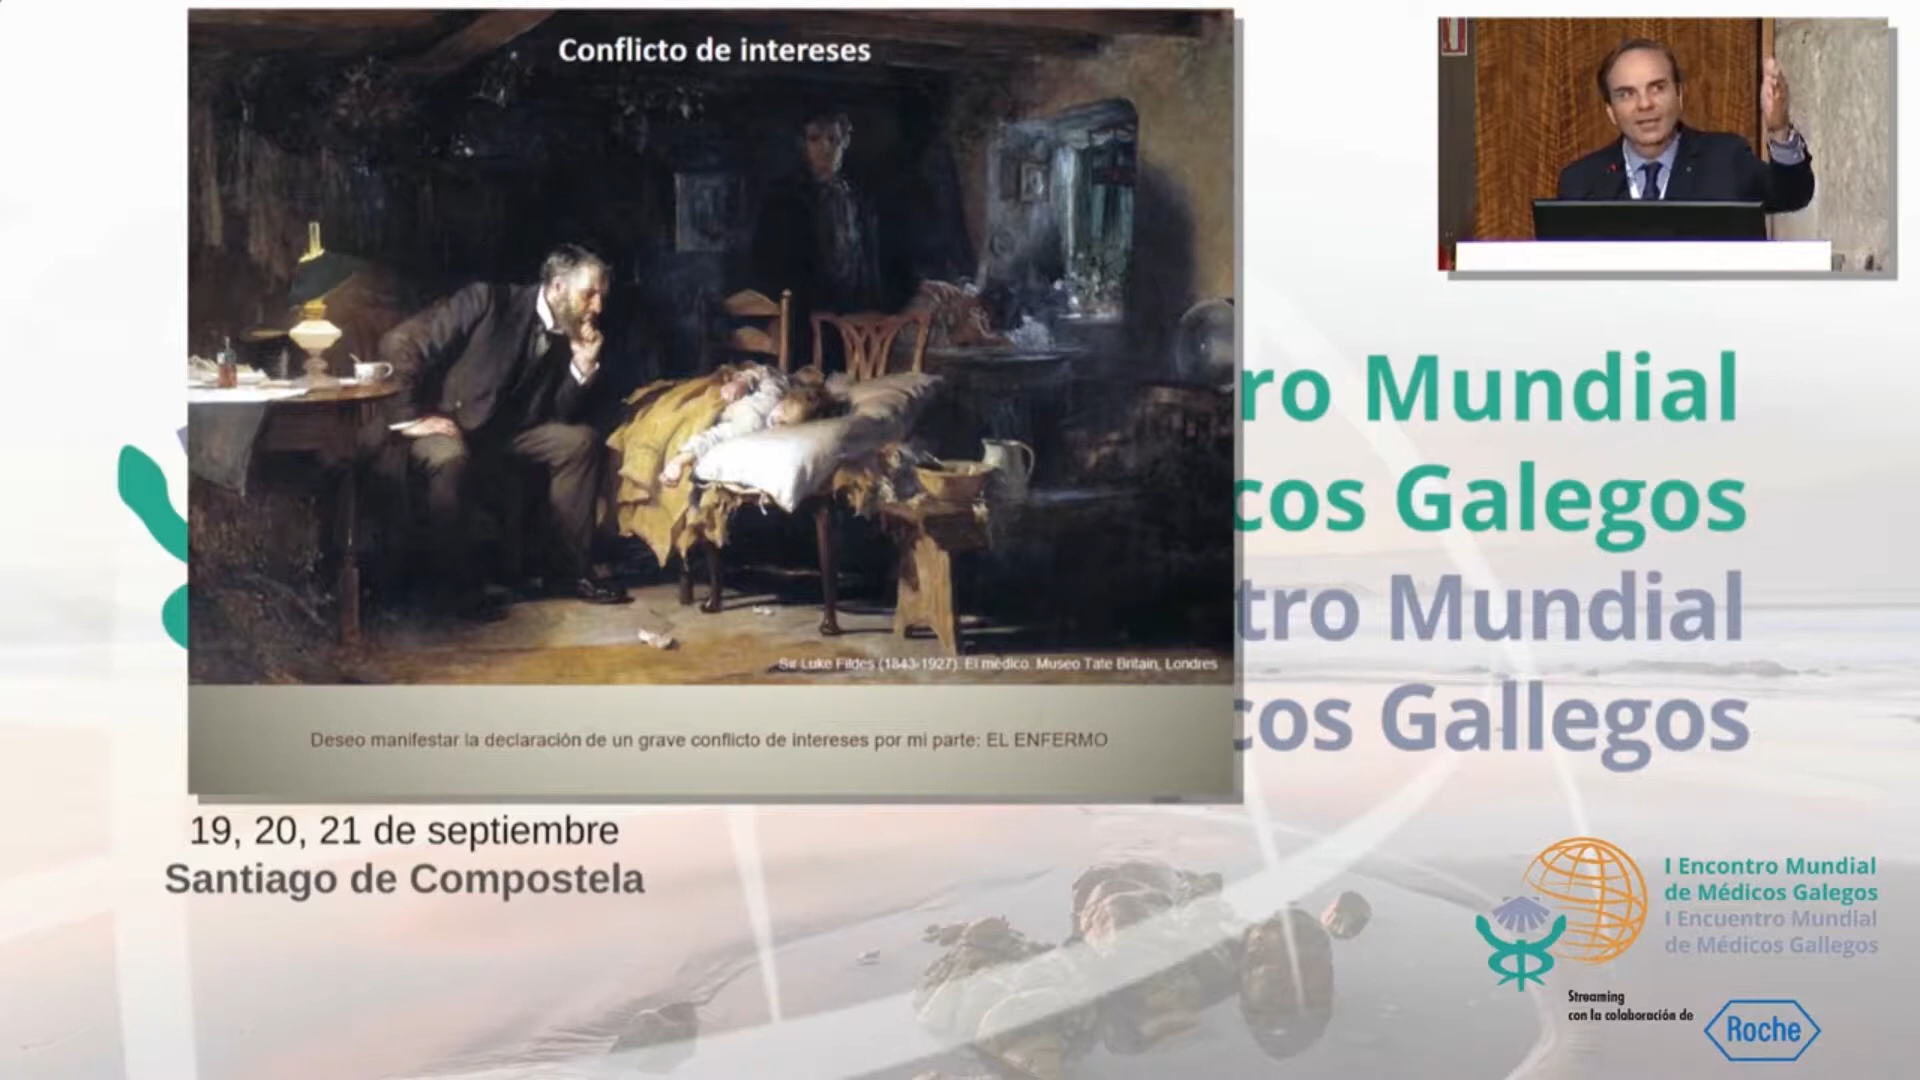 Conflicto de intereses
Sir Luke Fildes (1843-1927). El médico. Museo Tate Britain, Londres
Deseo manifestar la declaración de un grave conflicto de intereses por mi parte: EL ENFERMO
ro Mundial
cos Galegos
tro Mundial
cos Gallegos
19, 20, 21 de septiembre
Santiago de Compostela
I Encontro Mundial
de Médicos Galegos
I Encuentro Mundial
de Médicos Gallegos
Streaming
con la colaboración de
Roche